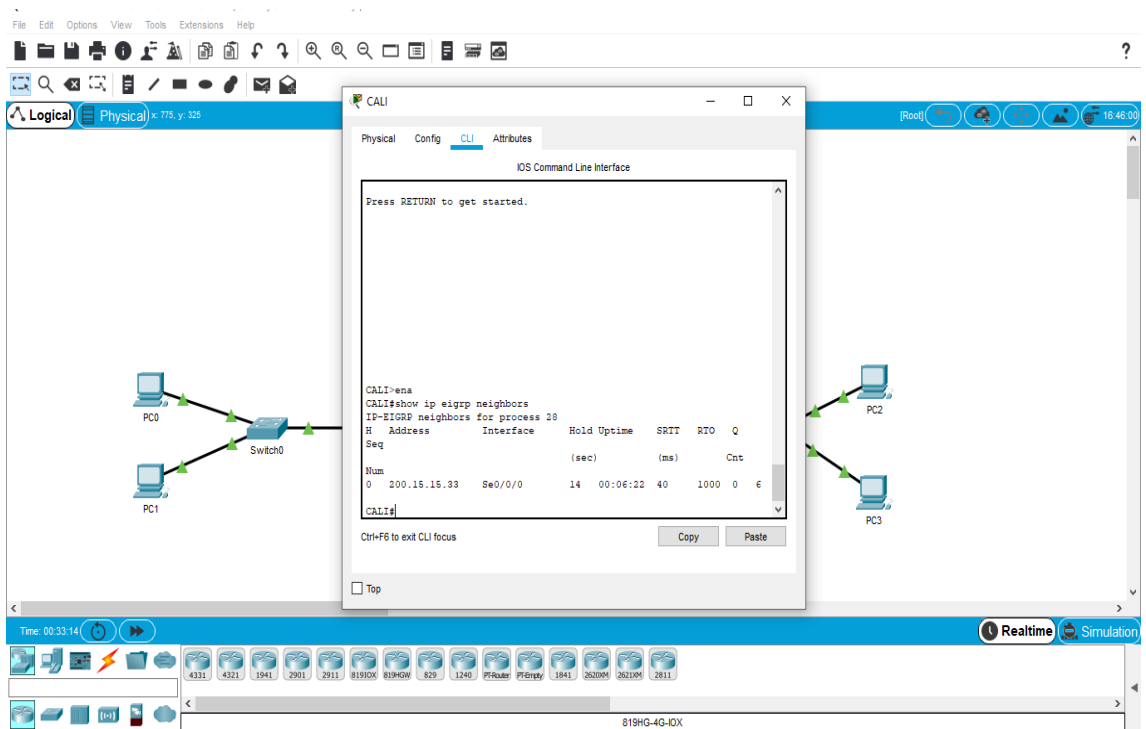 File Edit Options View Tools Extensions Help
?
Logical Physical x: 775, y: 325
[Root] 16:46:00
CALI
Physical Config CLI Attributes
IOS Command Line Interface
Press RETURN to get started.
CALI>ena
CALI#show ip eigrp neighbors
IP-EIGRP neighbors for process 28
H Address Interface Hold Uptime SRTT RTO Q
Seq
(sec) (ms) Cnt
Num
0 200.15.15.33 Se0/0/0 14 00:06:22 40 1000 0 6
CALI#
Ctrl+F6 to exit CLI focus
Copy Paste
Top
PC0
Switch0
PC1
PC2
PC3
Time: 00:33:14
Realtime Simulation
4331 4321 1941 2901 2911 819IOX 819HGW 829 1240 PT-Router PT-Empty 1841 2620XM 2621XM 2811
819HG-4G-IOX